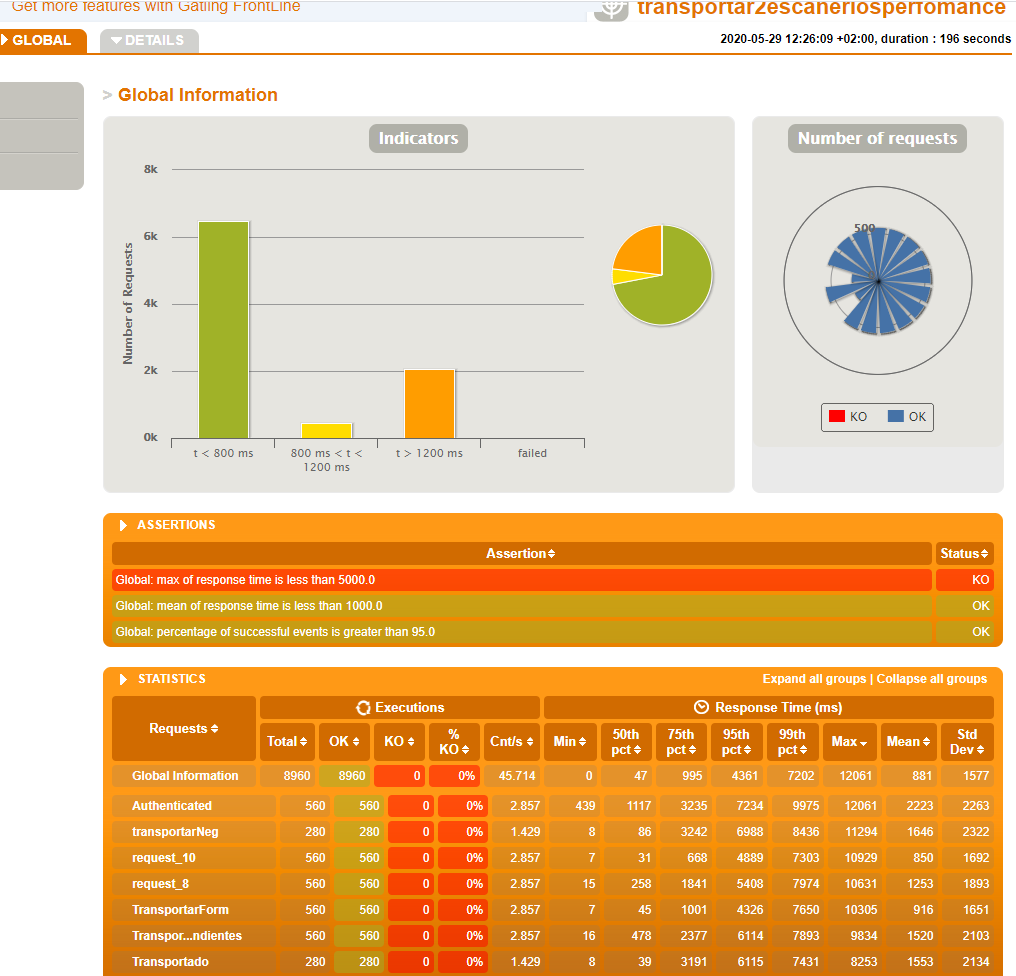 Get more features with Gatling FrontLine
transportar2escaneriosperfomance
GLOBAL
DETAILS
2020-05-29 12:26:09 +02:00, duration : 196 seconds
> Global Information
Indicators
8k
6k
4k
2k
0k
Number of Requests
t < 800 ms
800 ms < t <
1200 ms
t > 1200 ms
failed
Number of requests
500
KO
OK
ASSERTIONS
Assertion
Status
Global: max of response time is less than 5000.0 KO
Global: mean of response time is less than 1000.0 OK
Global: percentage of successful events is greater than 95.0 OK
STATISTICS
Expand all groups | Collapse all groups
Requests
Executions
Response Time (ms)
Total OK KO % KO Cnt/s Min 50th pct 75th pct 95th pct 99th pct Max Mean Std Dev
Global Information 8960 8960 0 0% 45.714 0 47 995 4361 7202 12061 881 1577
Authenticated 560 560 0 0% 2.857 439 1117 3235 7234 9975 12061 2223 2263
transportarNeg 280 280 0 0% 1.429 8 86 3242 6988 8436 11294 1646 2322
request_10 560 560 0 0% 2.857 7 31 668 4889 7303 10929 850 1692
request_8 560 560 0 0% 2.857 15 258 1841 5408 7974 10631 1253 1893
TransportarForm 560 560 0 0% 2.857 7 45 1001 4326 7650 10305 916 1651
Transpor...ndientes 560 560 0 0% 2.857 16 478 2377 6114 7893 9834 1520 2103
Transportado 280 280 0 0% 1.429 8 39 3191 6115 7431 8253 1553 2134